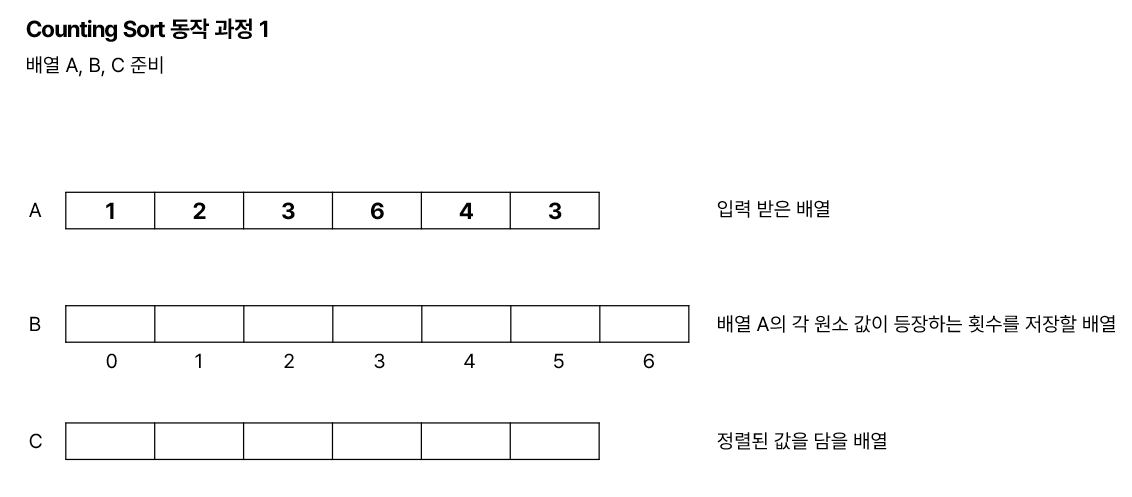 Counting Sort 동작 과정 1
배열 A, B, C 준비
A 1 2 3 6 4 3 입력 받은 배열
B 배열 A의 각 원소 값이 등장하는 횟수를 저장할 배열
0 1 2 3 4 5 6
C 정렬된 값을 담을 배열